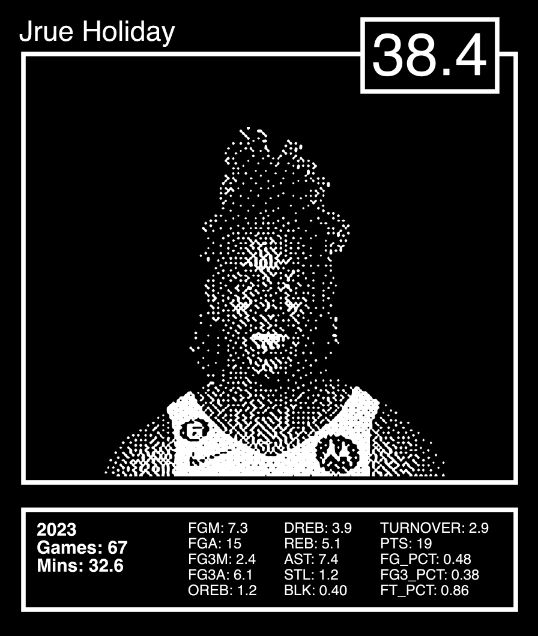 Jrue Holiday
38.4
2023
Games: 67
Mins: 32.6
FGM: 7.3
FGA: 15
FG3M: 2.4
FG3A: 6.1
OREB: 1.2
DREB: 3.9
REB: 5.1
AST: 7.4
STL: 1.2
BLK: 0.40
TURNOVER: 2.9
PTS: 19
FG_PCT: 0.48
FG3_PCT: 0.38
FT_PCT: 0.86